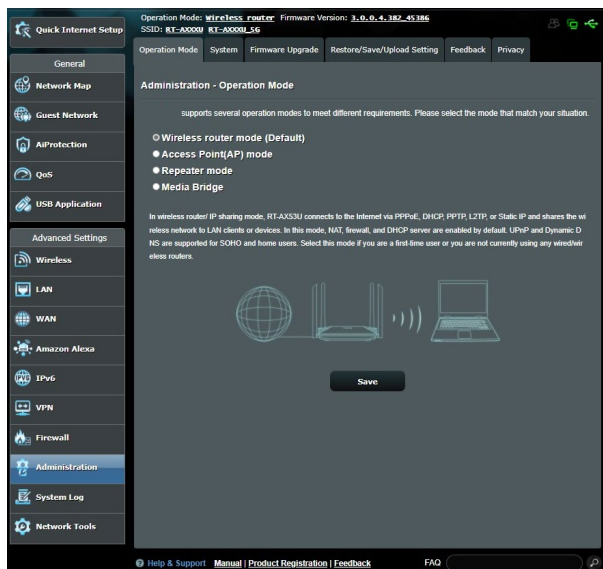 Quick Internet Setup
General
Network Map
Guest Network
AiProtection
QoS
USB Application
Advanced Settings
Wireless
LAN
WAN
Amazon Alexa
IPv6
VPN
Firewall
Administration
System Log
Network Tools
Operation Mode: Wireless router Firmware Version: 3.0.0.4.382_45386
SSID: RT-AXXXU RT-AXXXU_5G
Operation Mode System Firmware Upgrade Restore/Save/Upload Setting Feedback Privacy
Administration - Operation Mode
supports several operation modes to meet different requirements. Please select the mode that match your situation.
Wireless router mode (Default)
Access Point(AP) mode
Repeater mode
Media Bridge
In wireless router/ IP sharing mode, RT-AX53U connects to the Internet via PPPoE, DHCP, PPTP, L2TP, or Static IP and shares the wi
reless network to LAN clients or devices. In this mode, NAT, firewall, and DHCP server are enabled by default. UPnP and Dynamic D
NS are supported for SOHO and home users. Select this mode if you are a first-time user or you are not currently using any wired/wir
eless routers.
Save
Help & Support Manual | Product Registration | Feedback FAQ